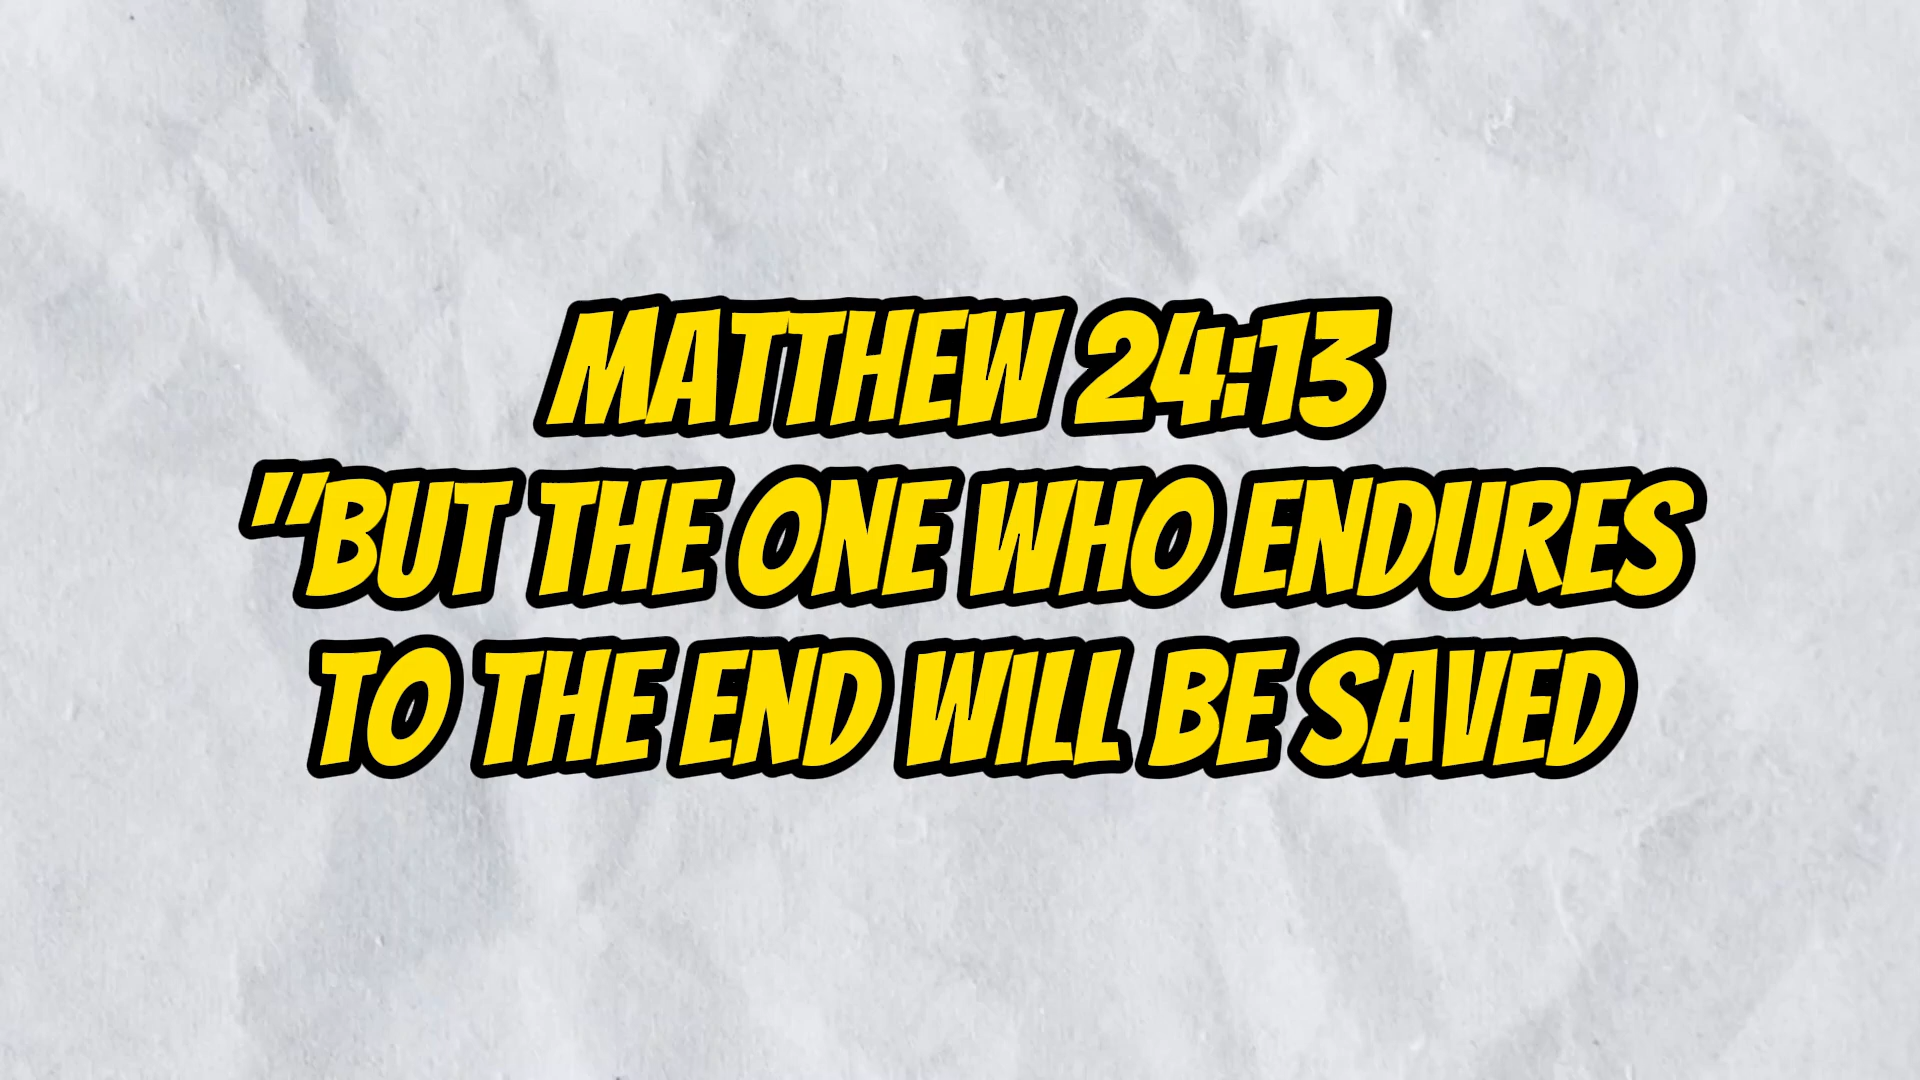 MATTHEW 24:13
"BUT THE ONE WHO ENDURES
TO THE END WILL BE SAVED